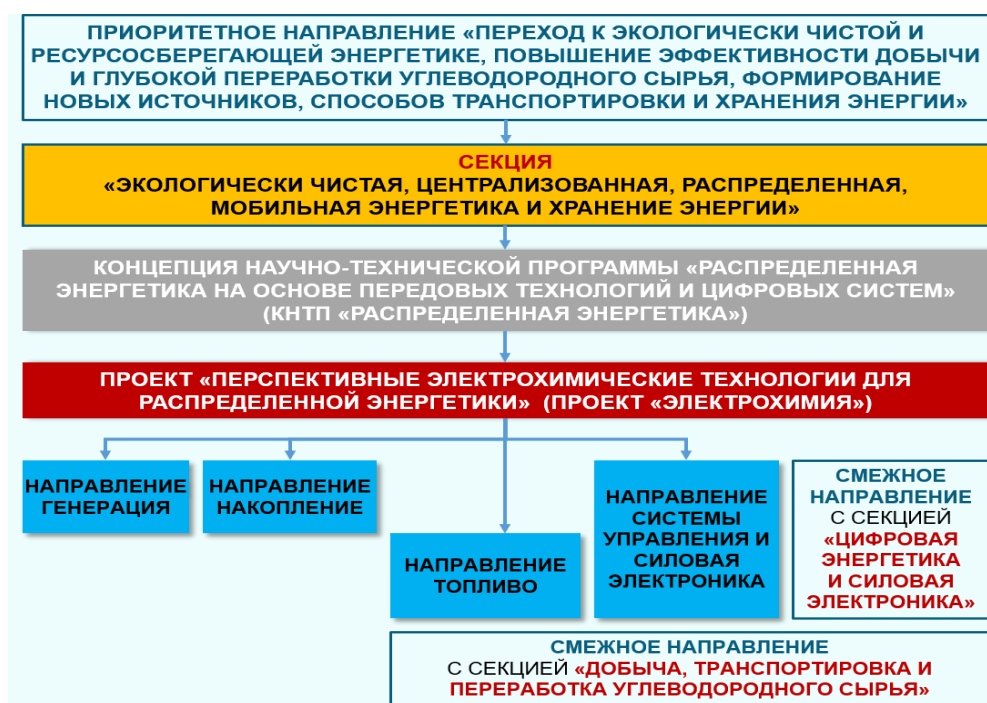 ПРИОРИТЕТНОЕ НАПРАВЛЕНИЕ «ПЕРЕХОД К ЭКОЛОГИЧЕСКИ ЧИСТОЙ И
РЕСУРСОСБЕРЕГАЮЩЕЙ ЭНЕРГЕТИКЕ, ПОВЫШЕНИЕ ЭФФЕКТИВНОСТИ ДОБЫЧИ
И ГЛУБОКОЙ ПЕРЕРАБОТКИ УГЛЕВОДОРОДНОГО СЫРЬЯ, ФОРМИРОВАНИЕ
НОВЫХ ИСТОЧНИКОВ, СПОСОБОВ ТРАНСПОРТИРОВКИ И ХРАНЕНИЯ ЭНЕРГИИ»
СЕКЦИЯ
«ЭКОЛОГИЧЕСКИ ЧИСТАЯ, ЦЕНТРАЛИЗОВАННАЯ, РАСПРЕДЕЛЕННАЯ,
МОБИЛЬНАЯ ЭНЕРГЕТИКА И ХРАНЕНИЕ ЭНЕРГИИ»
КОНЦЕПЦИЯ НАУЧНО-ТЕХНИЧЕСКОЙ ПРОГРАММЫ «РАСПРЕДЕЛЕННАЯ
ЭНЕРГЕТИКА НА ОСНОВЕ ПЕРЕДОВЫХ ТЕХНОЛОГИЙ И ЦИФРОВЫХ СИСТЕМ»
(КНТП «РАСПРЕДЕЛЕННАЯ ЭНЕРГЕТИКА»)
ПРОЕКТ «ПЕРСПЕКТИВНЫЕ ЭЛЕКТРОХИМИЧЕСКИЕ ТЕХНОЛОГИИ ДЛЯ
РАСПРЕДЕЛЕННОЙ ЭНЕРГЕТИКИ» (ПРОЕКТ «ЭЛЕКТРОХИМИЯ»)
НАПРАВЛЕНИЕ
ГЕНЕРАЦИЯ
НАПРАВЛЕНИЕ
НАКОПЛЕНИЕ
НАПРАВЛЕНИЕ
ТОПЛИВО
НАПРАВЛЕНИЕ
СИСТЕМЫ
УПРАВЛЕНИЯ И
СИЛОВАЯ
ЭЛЕКТРОНИКА
СМЕЖНОЕ
НАПРАВЛЕНИЕ
С СЕКЦИЕЙ
«ЦИФРОВАЯ
ЭНЕРГЕТИКА
И СИЛОВАЯ
ЭЛЕКТРОНИКА»
СМЕЖНОЕ НАПРАВЛЕНИЕ
С СЕКЦИЕЙ «ДОБЫЧА, ТРАНСПОРТИРОВКА И
ПЕРЕРАБОТКА УГЛЕВОДОРОДНОГО СЫРЬЯ»